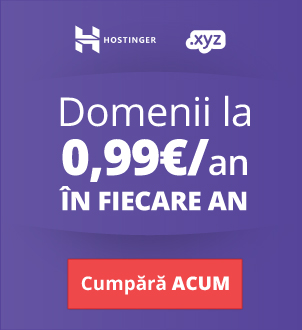 HOSTINGER .xyz
Domenii la
0,99€/an
ÎN FIECARE AN
Cumpără ACUM